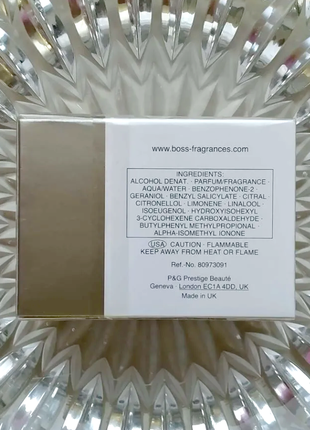 www.boss-fragrances.com
INGREDIENTS:
ALCOHOL DENAT. · PARFUM/FRAGRANCE
AQUA/WATER · BENZOPHENONE-2 ·
GERANIOL · BENZYL SALICYLATE · CITRAL
CITRONELLOL · LIMONENE · LINALOOL
ISOEUGENOL · HYDROXYISOHEXYL
3-CYCLOHEXENE CARBOXALDEHYDE ·
BUTYLPHENYL METHYLPROPIONAL ·
ALPHA-ISOMETHYL IONONE
USA CAUTION · FLAMMABLE
KEEP AWAY FROM HEAT OR FLAME
Ref.-No. 80973091
P&G Prestige Beauté
Geneva London EC1A 4DD, UK
Made in UK